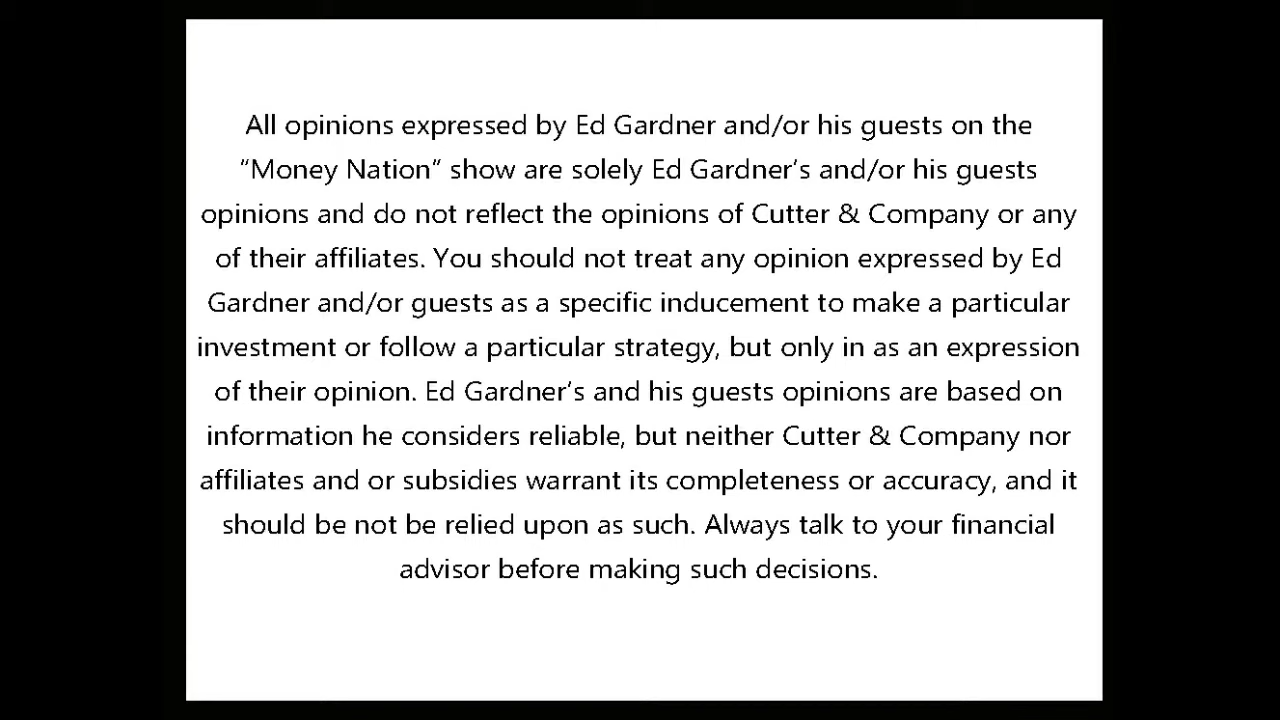 All opinions expressed by Ed Gardner and/or his guests on the
“Money Nation” show are solely Ed Gardner’s and/or his guests
opinions and do not reflect the opinions of Cutter & Company or any
of their affiliates. You should not treat any opinion expressed by Ed
Gardner and/or guests as a specific inducement to make a particular
investment or follow a particular strategy, but only in as an expression
of their opinion. Ed Gardner’s and his guests opinions are based on
information he considers reliable, but neither Cutter & Company nor
affiliates and or subsidies warrant its completeness or accuracy, and it
should be not be relied upon as such. Always talk to your financial
advisor before making such decisions.